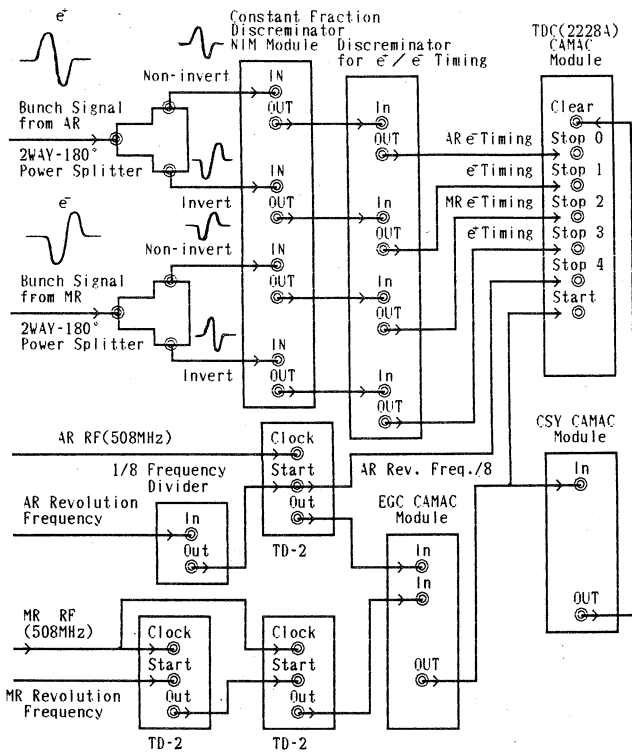 e⁺
Constant Fraction
Discriminator
NIM Module
Discriminator
for e⁺/e⁻ Timing
TDC(2228A)
CAMAC
Module
Non-invert
IN
OUT
In
OUT
Clear
Bunch Signal
from AR
AR e⁻Timing
Stop 0
2WAY-180°
Power Splitter
e⁻Timing
Stop 1
e⁻
Invert
IN
OUT
In
OUT
MR e⁻Timing
Stop 2
Non-invert
e⁻Timing
Stop 3
IN
OUT
In
OUT
Stop 4
Bunch Signal
from MR
Start
2WAY-180°
Power Splitter
Invert
IN
OUT
In
OUT
AR RF(508MHz)
Clock
Start
Out
TD-2
AR Rev. Freq./8
CSY CAMAC
Module
In
OUT
1/8 Frequency
Divider
AR Revolution
Frequency
In
Out
EGC CAMAC
Module
In
In
OUT
MR RF
(508MHz)
Clock
Start
Out
TD-2
Clock
Start
Out
TD-2
MR Revolution
Frequency